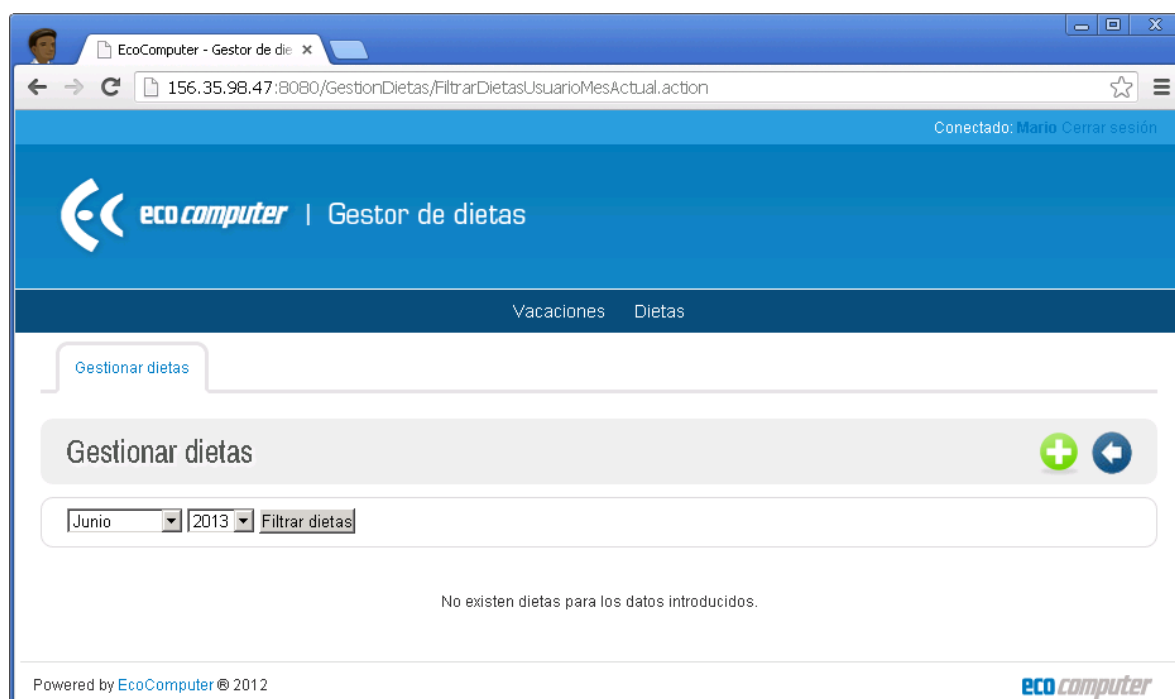 EcoComputer - Gestor de die
156.35.98.47:8080/GestionDietas/FiltrarDietasUsuarioMesActual.action
Conectado: Mario Cerrar sesión
eco computer | Gestor de dietas
Vacaciones Dietas
Gestionar dietas
Gestionar dietas
Junio 2013 Filtrar dietas
No existen dietas para los datos introducidos.
Powered by EcoComputer ® 2012
eco computer